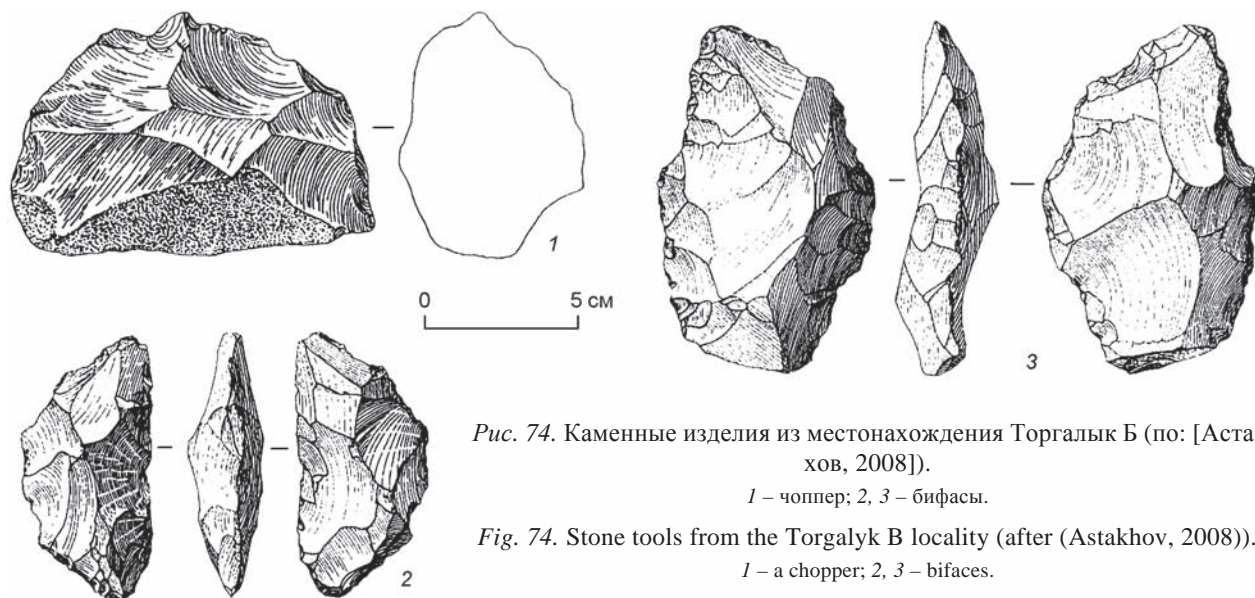 1
0 5 см
3
2
Рис. 74. Каменные изделия из местонахождения Торгалык Б (по: [Аста
хов, 2008]).
1 – чоппер; 2, 3 – бифасы.
Fig. 74. Stone tools from the Torgalyk B locality (after (Astakhov, 2008)).
1 – a chopper; 2, 3 – bifaces.